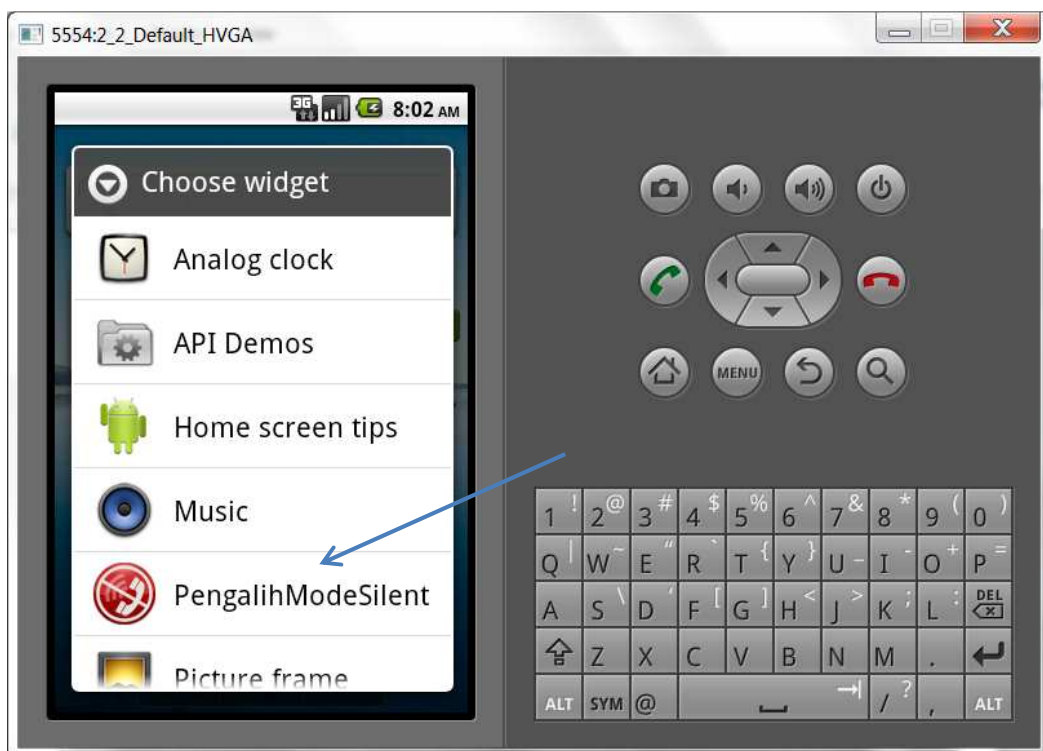 5554:2_2_Default_HVGA
3G 8:02 AM
Choose widget
Analog clock
API Demos
Home screen tips
Music
PengalihModeSilent
Picture frame
MENU
1 ! 2 @ 3 # 4 $ 5 % 6 ^ 7 & 8 * 9 ( 0 )
Q | W ~ E " R ` T { Y } U _ I - O + P =
A S \ D ' F [ G ] H < J > K ; L : DEL
Z X C V B N M .
ALT SYM @ / ? , ALT